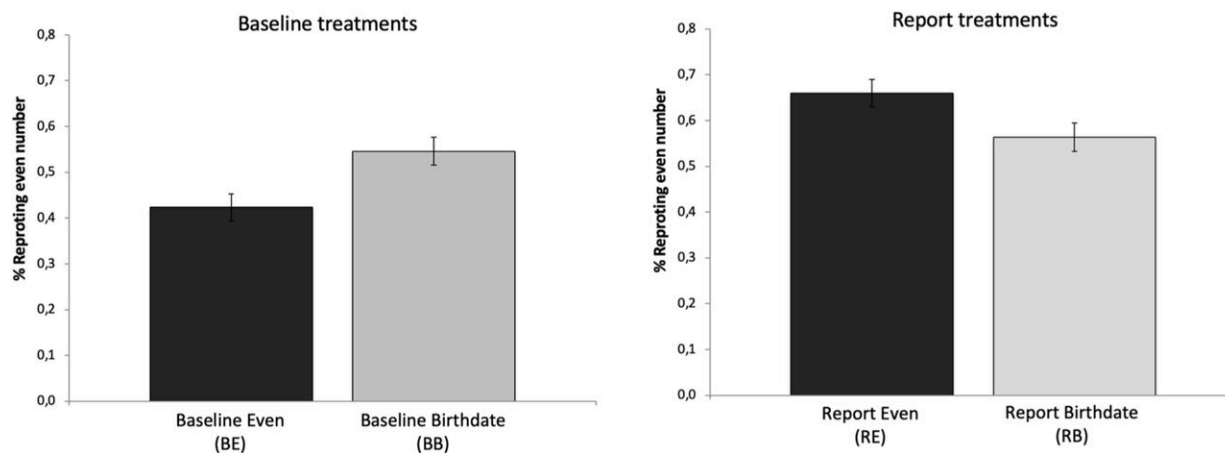 Baseline treatments
% Reproting even number
0,8
0,7
0,6
0,5
0,4
0,3
0,2
0,1
0,0
Baseline Even
(BE)
Baseline Birthdate
(BB)
Report treatments
% Reproting even number
0,8
0,7
0,6
0,5
0,4
0,3
0,2
0,1
0,0
Report Even
(RE)
Report Birthdate
(RB)